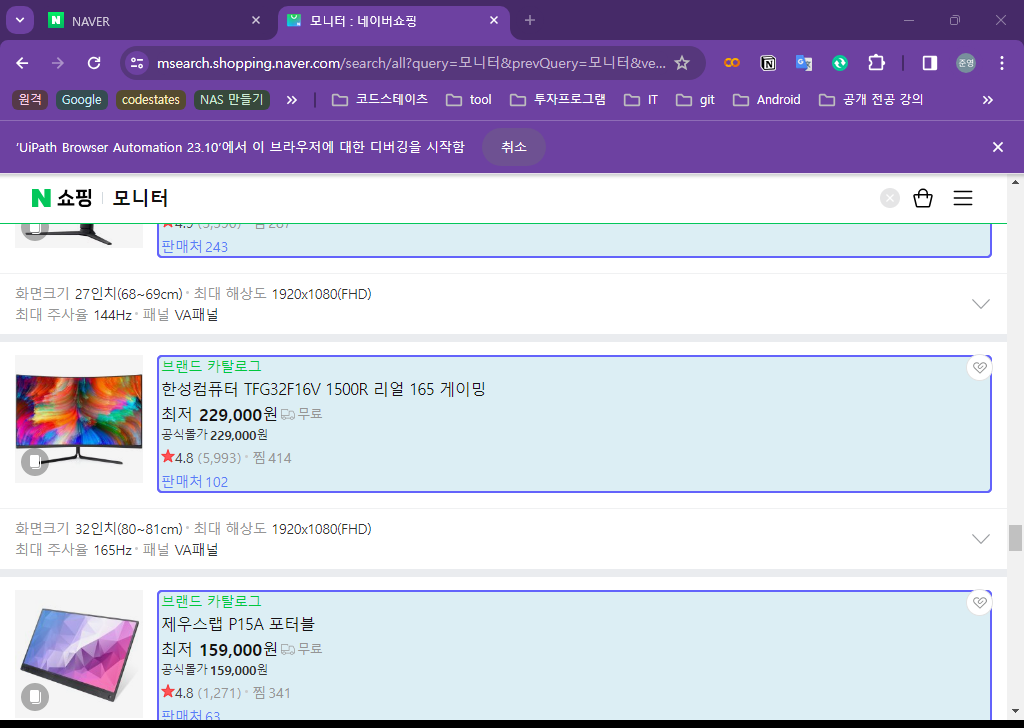 NAVER
모니터 : 네이버쇼핑
msearch.shopping.naver.com/search/all?query=모니터&prevQuery=모니터&ve...
준영
원격 Google codestates NAS 만들기 » 코드스테이츠 tool 투자프로그램 IT git Android 공개 전공 강의 »
'UiPath Browser Automation 23.10'에서 이 브라우저에 대한 디버깅을 시작함 취소
N 쇼핑 모니터
판매처 243
화면크기 27인치(68~69cm) · 최대 해상도 1920x1080(FHD)
최대 주사율 144Hz · 패널 VA패널
브랜드 카탈로그
한성컴퓨터 TFG32F16V 1500R 리얼 165 게이밍
최저 229,000원 무료
공식몰가 229,000원
★4.8 (5,993) · 찜 414
판매처 102
화면크기 32인치(80~81cm) · 최대 해상도 1920x1080(FHD)
최대 주사율 165Hz · 패널 VA패널
브랜드 카탈로그
제우스랩 P15A 포터블
최저 159,000원 무료
공식몰가 159,000원
★4.8 (1,271) · 찜 341
판매처 63